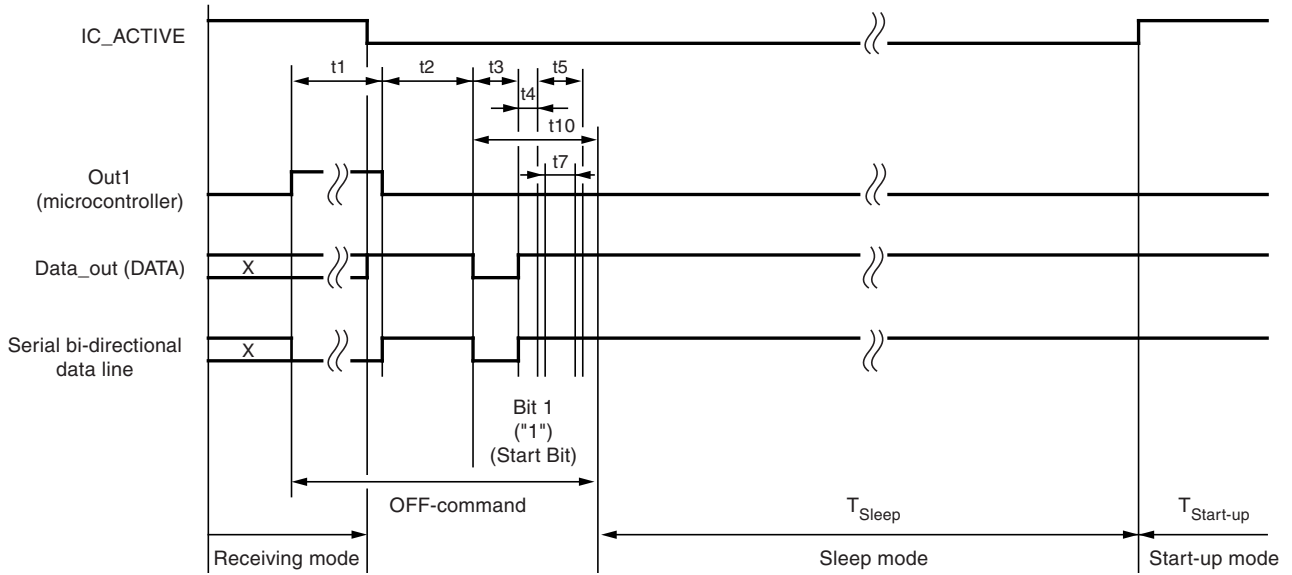 IC_ACTIVE
t1
t2
t3
t5
t4
t10
t7
Out1
(microcontroller)
Data_out (DATA)
X
Serial bi-directional
data line
X
Bit 1
("1")
(Start Bit)
OFF-command
TSleep
TStart-up
Receiving mode
Sleep mode
Start-up mode